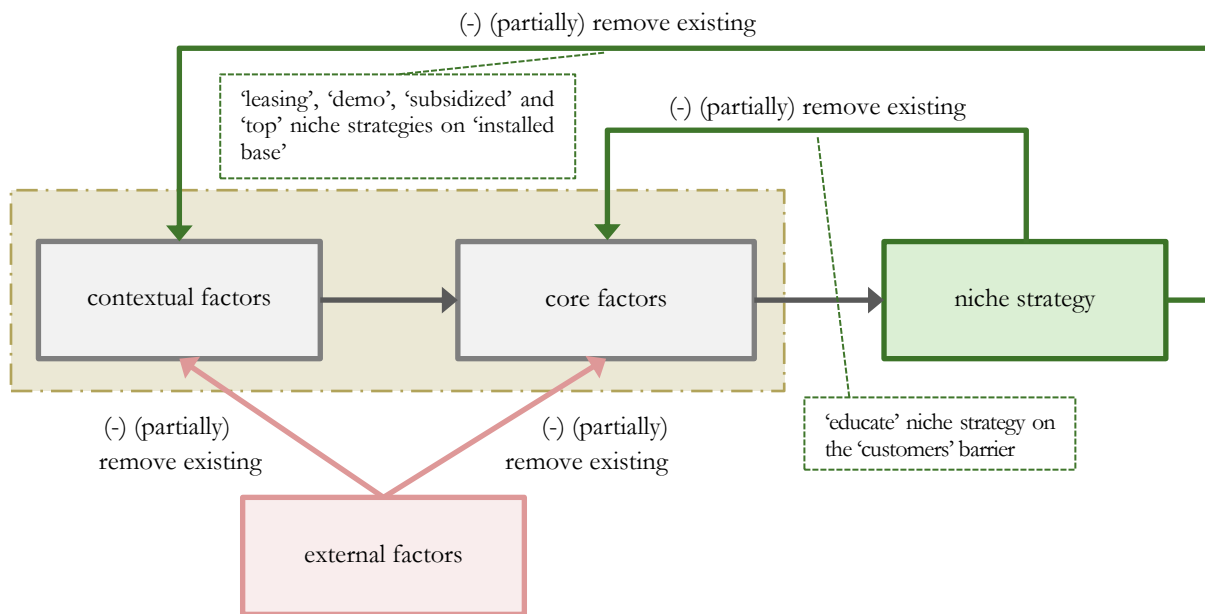 (-) (partially) remove existing
‘leasing’, ‘demo’, ‘subsidized’ and
‘top’ niche strategies on ‘installed
base’
(-) (partially) remove existing
contextual factors
core factors
niche strategy
(-) (partially)
remove existing
(-) (partially)
remove existing
‘educate’ niche strategy on
the ‘customers’ barrier
external factors